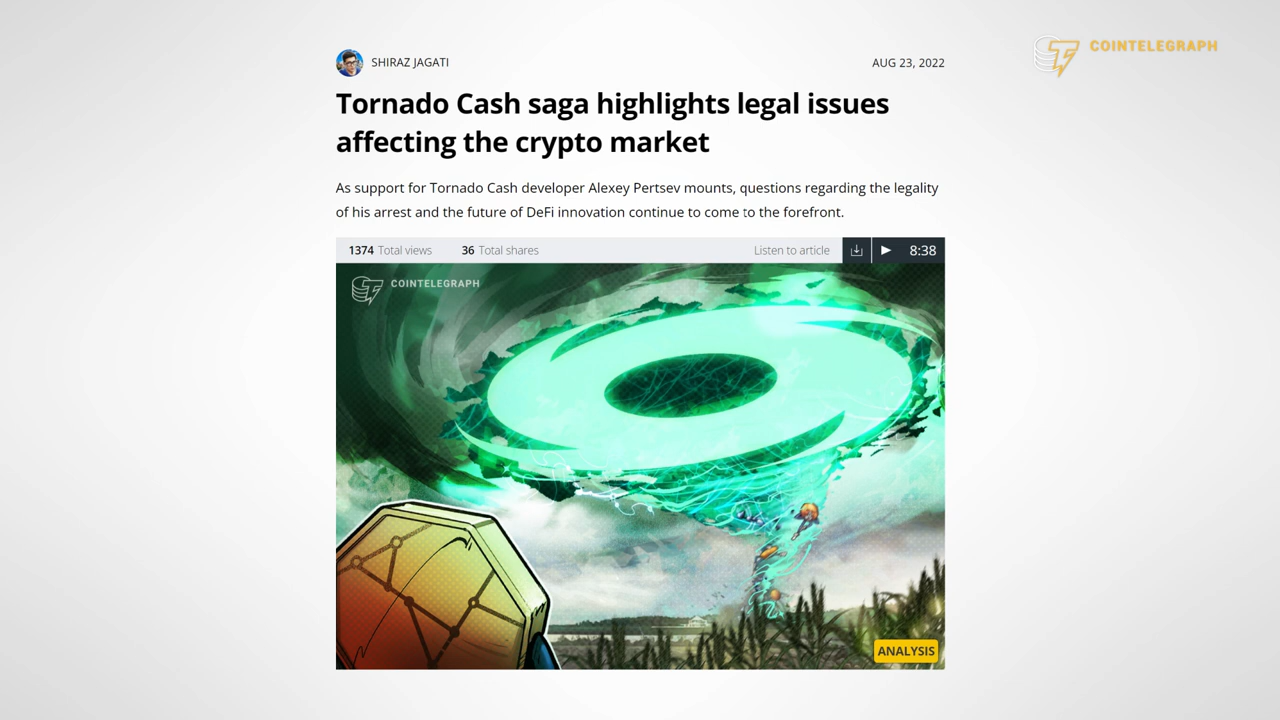 COINTELEGRAPH
SHIRAZ JAGATI
AUG 23, 2022
Tornado Cash saga highlights legal issues
affecting the crypto market
As support for Tornado Cash developer Alexey Pertsev mounts, questions regarding the legality
of his arrest and the future of DeFi innovation continue to come to the forefront.
1374 Total views 36 Total shares Listen to article 8:38
COINTELEGRAPH
ANALYSIS